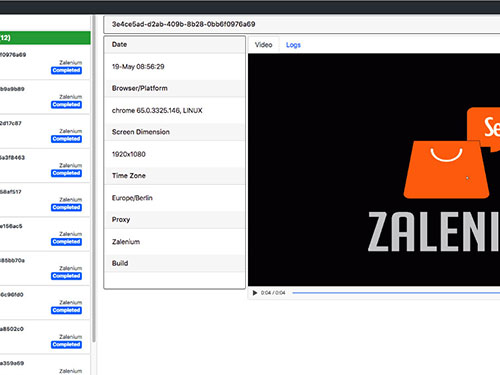 3e4ce5ad-d2ab-409b-8b28-0bb6f0976a69
12)
f0976a69
Zalenium
Completed
b9a9b89
Zalenium
Completed
2d17c87
Zalenium
Completed
5a3f8463
Zalenium
Completed
58af517
Zalenium
Completed
e156ac5
Zalenium
Completed
385bb70a
Zalenium
Completed
6c96fd0
Zalenium
Completed
a8502c0
Zalenium
Completed
a359a69
Zalenium
Date
19-May 08:56:29
Browser/Platform
chrome 65.0.3325.146, LINUX
Screen Dimension
1920x1080
Time Zone
Europe/Berlin
Proxy
Zalenium
Build
Video Logs
Se
ZALENI
0:04 / 0:04